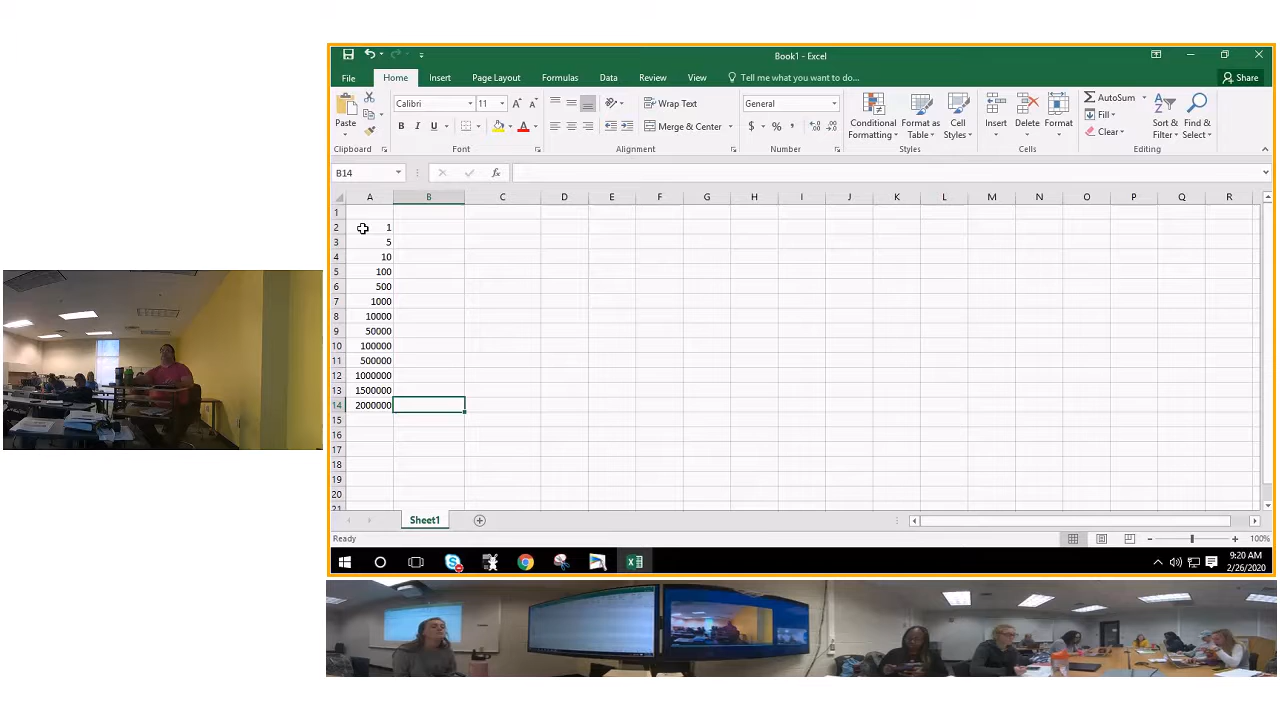 Book1 - Excel
File Home Insert Page Layout Formulas Data Review View Tell me what you want to do... Share
Paste
Clipboard
Calibri 11
B I U
Font
Wrap Text
Merge & Center
Alignment
General
$ % ,
Number
Conditional Formatting
Format as Table
Cell Styles
Styles
Insert Delete Format
Cells
AutoSum
Fill
Clear
Sort & Filter
Find & Select
Editing
B14 fx
A B C D E F G H I J K L M N O P Q R
1
2 1
3 5
4 10
5 100
6 500
7 1000
8 10000
9 50000
10 100000
11 500000
12 1000000
13 1500000
14 2000000
15
16
17
18
19
20
21
Sheet1
Ready 100%
9:20 AM
2/26/2020